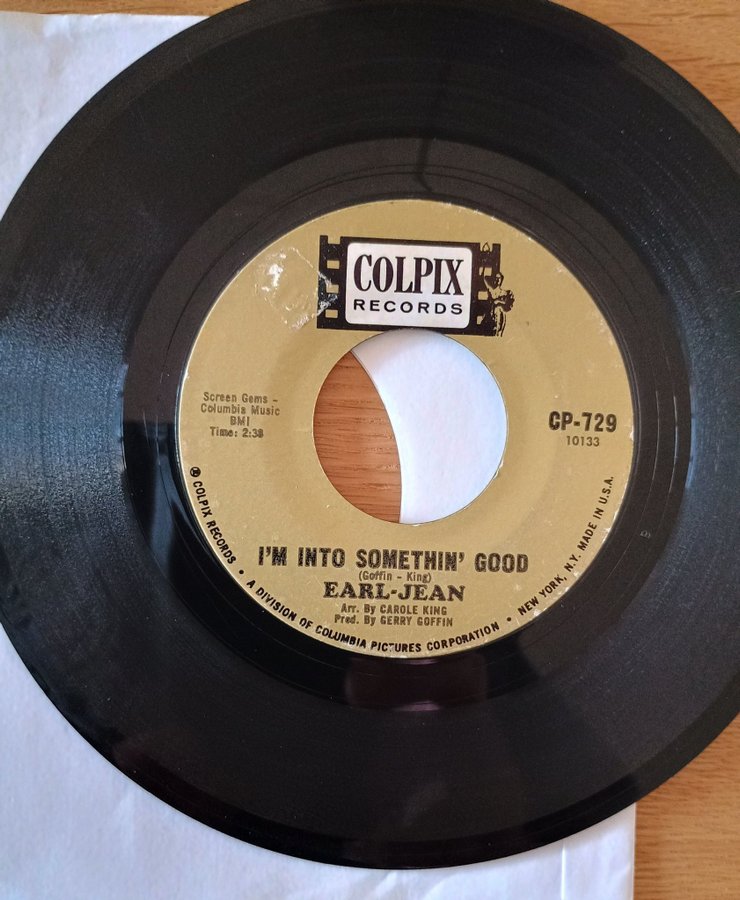 COLPIX
RECORDS
Screen Gems -
Columbia Music
BMI
Time: 2:38
CP-729
10133
I'M INTO SOMETHIN' GOOD
(Goffin - King)
EARL-JEAN
Arr. By CAROLE KING
Prod. By GERRY GOFFIN
Ⓟ COLPIX RECORDS • A DIVISION OF COLUMBIA PICTURES CORPORATION • NEW YORK, N.Y. MADE IN U.S.A.